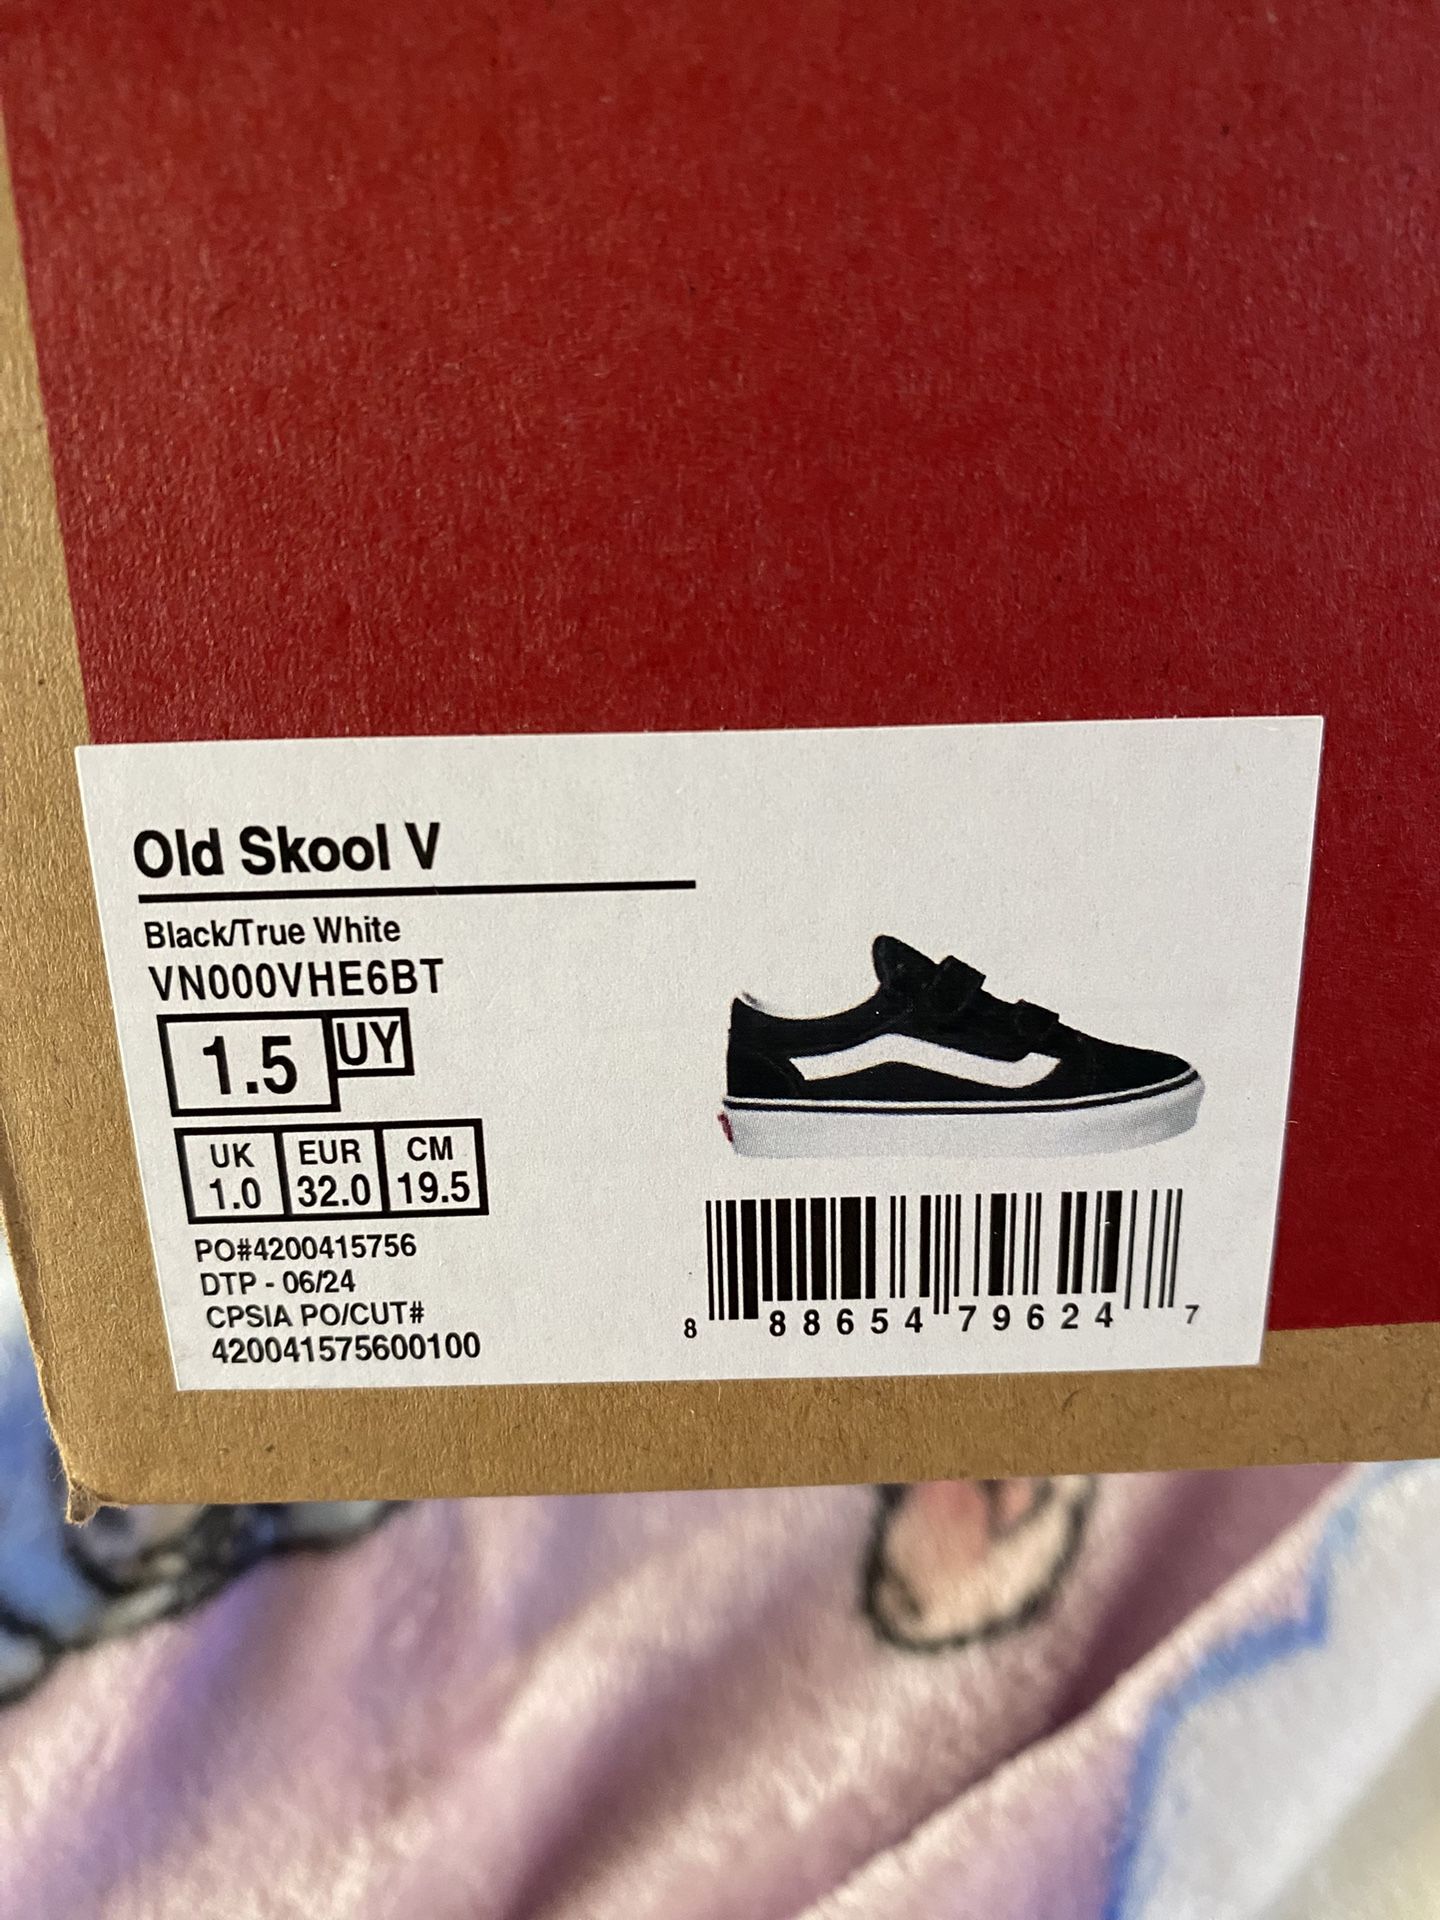 Old Skool V
Black/True White
VN000VHE6BT
1.5 UY
UK EUR CM
1.0 32.0 19.5
PO#4200415756
DTP - 06/24
CPSIA PO/CUT#
420041575600100
8 88654 79624 7